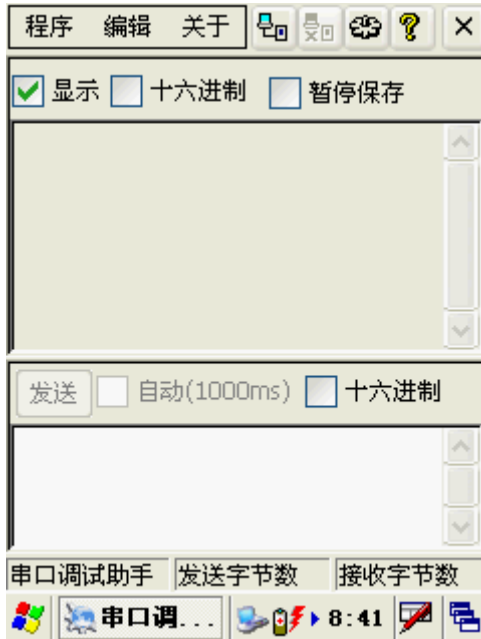 程序 编辑 关于
显示 十六进制 暂停保存
发送 自动(1000ms) 十六进制
串口调试助手 发送字节数 接收字节数
串口调... 8:41